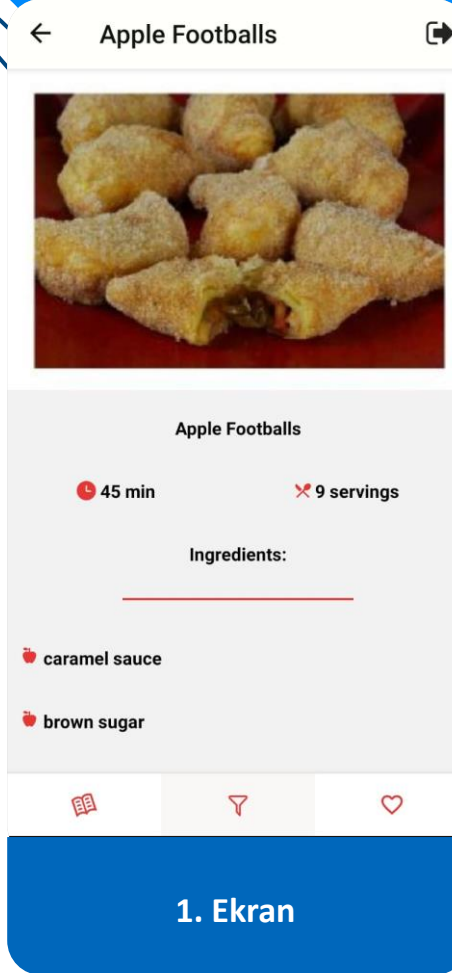 Apple Footballs
Apple Footballs
45 min
9 servings
Ingredients:
caramel sauce
brown sugar
1. Ekran